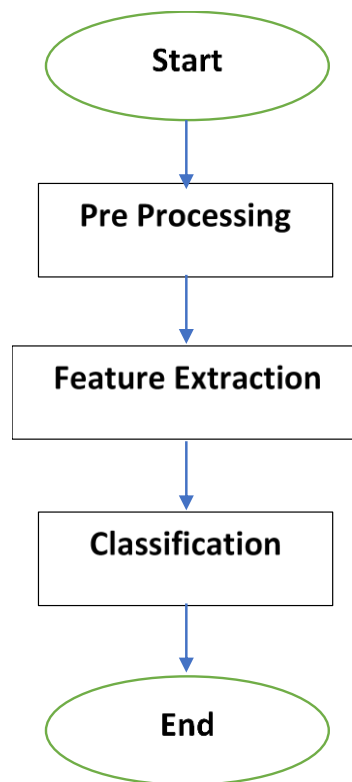 Start
Pre Processing
Feature Extraction
Classification
End